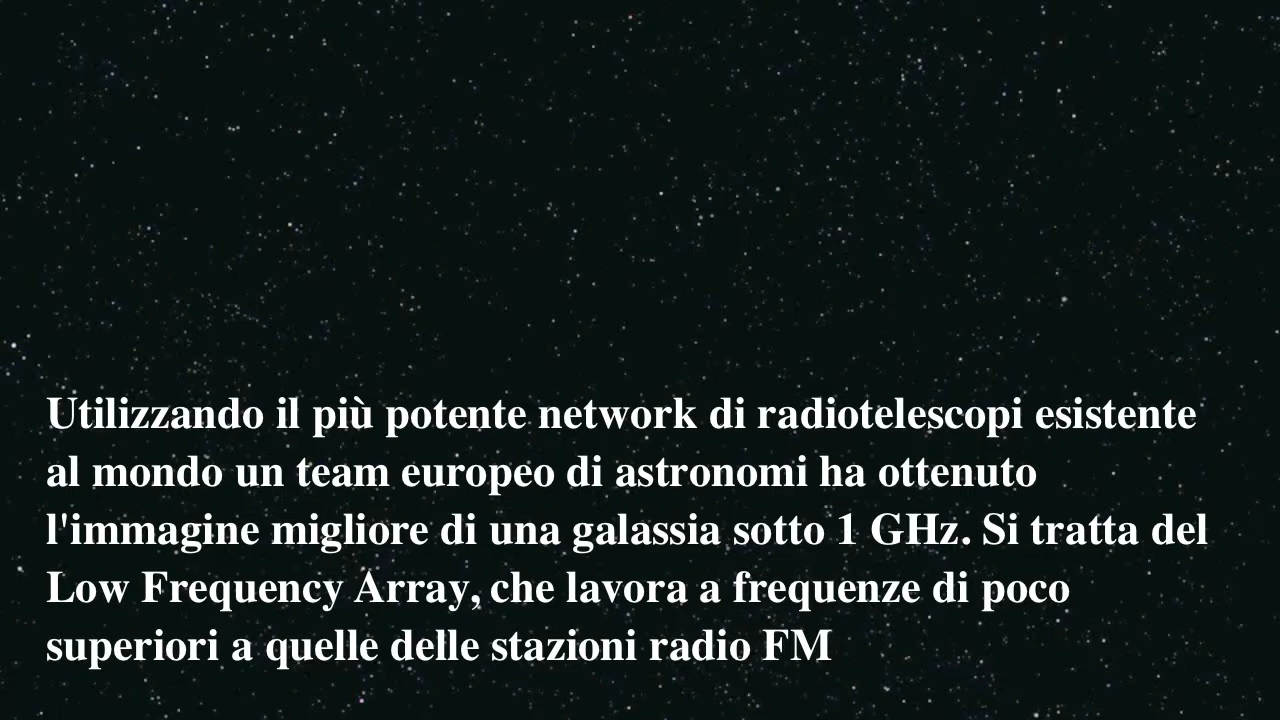 Utilizzando il più potente network di radiotelescopi esistente
al mondo un team europeo di astronomi ha ottenuto
l'immagine migliore di una galassia sotto 1 GHz. Si tratta del
Low Frequency Array, che lavora a frequenze di poco
superiori a quelle delle stazioni radio FM